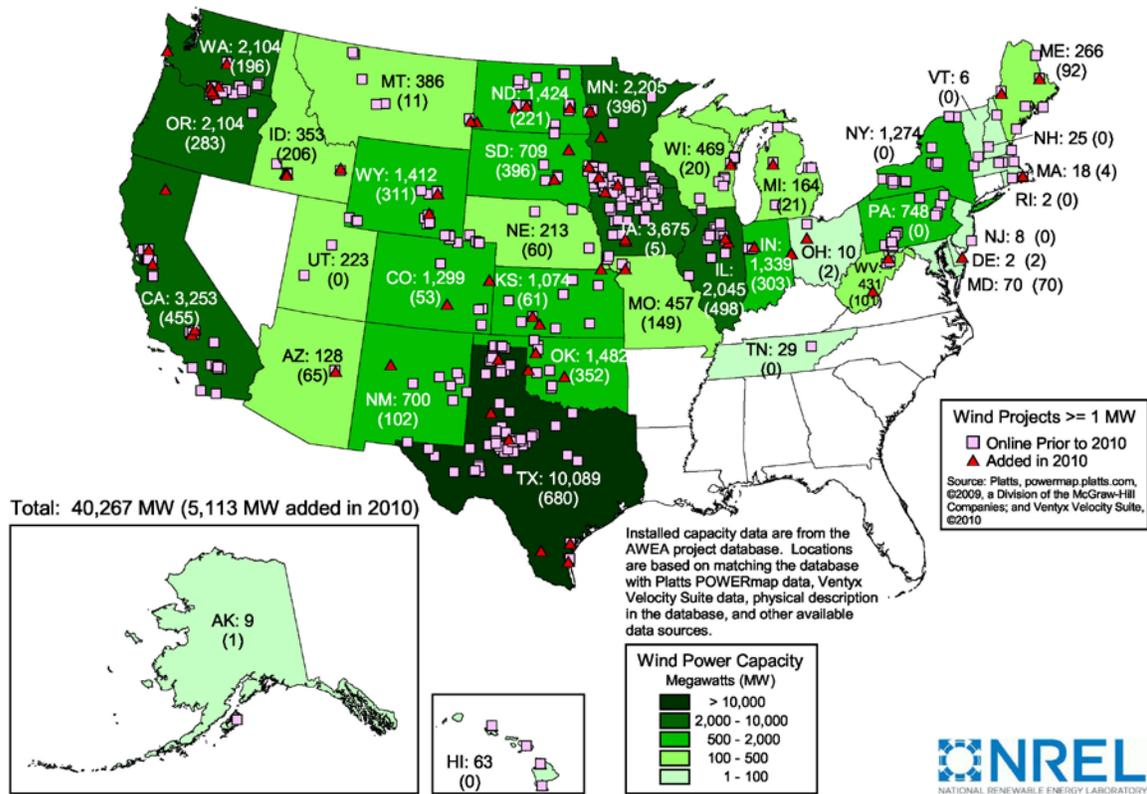 WA: 2,104
(196)
MT: 386
(11)
ND: 1,424
(221)
MN: 2,205
(396)
VT: 6
(0)
ME: 266
(92)
OR: 2,104
(283)
ID: 353
(206)
WY: 1,412
(311)
SD: 709
(396)
WI: 469
(20)
MI: 164
(21)
NY: 1,274
(0)
NH: 25 (0)
MA: 18 (4)
RI: 2 (0)
NE: 213
(60)
IA: 3,675
(5)
PA: 748
(0)
NJ: 8 (0)
DE: 2 (2)
MD: 70 (70)
UT: 223
(0)
CO: 1,299
(53)
KS: 1,074
(61)
IL:
2,045
(498)
IN:
1,339
(303)
OH: 10
(2)
WV:
431
(101)
CA: 3,253
(455)
MO: 457
(149)
AZ: 128
(65)
NM: 700
(102)
OK: 1,482
(352)
TN: 29
(0)
TX: 10,089
(680)
Wind Projects >= 1 MW
Online Prior to 2010
Added in 2010
Source: Platts, powermap.platts.com,
©2009, a Division of the McGraw-Hill
Companies; and Ventyx Velocity Suite,
©2010
Total: 40,267 MW (5,113 MW added in 2010)
Installed capacity data are from the
AWEA project database. Locations
are based on matching the database
with Platts POWERmap data, Ventyx
Velocity Suite data, physical description
in the database, and other available
data sources.
AK: 9
(1)
HI: 63
(0)
Wind Power Capacity
Megawatts (MW)
> 10,000
2,000 - 10,000
500 - 2,000
100 - 500
1 - 100
NREL
NATIONAL RENEWABLE ENERGY LABORATORY